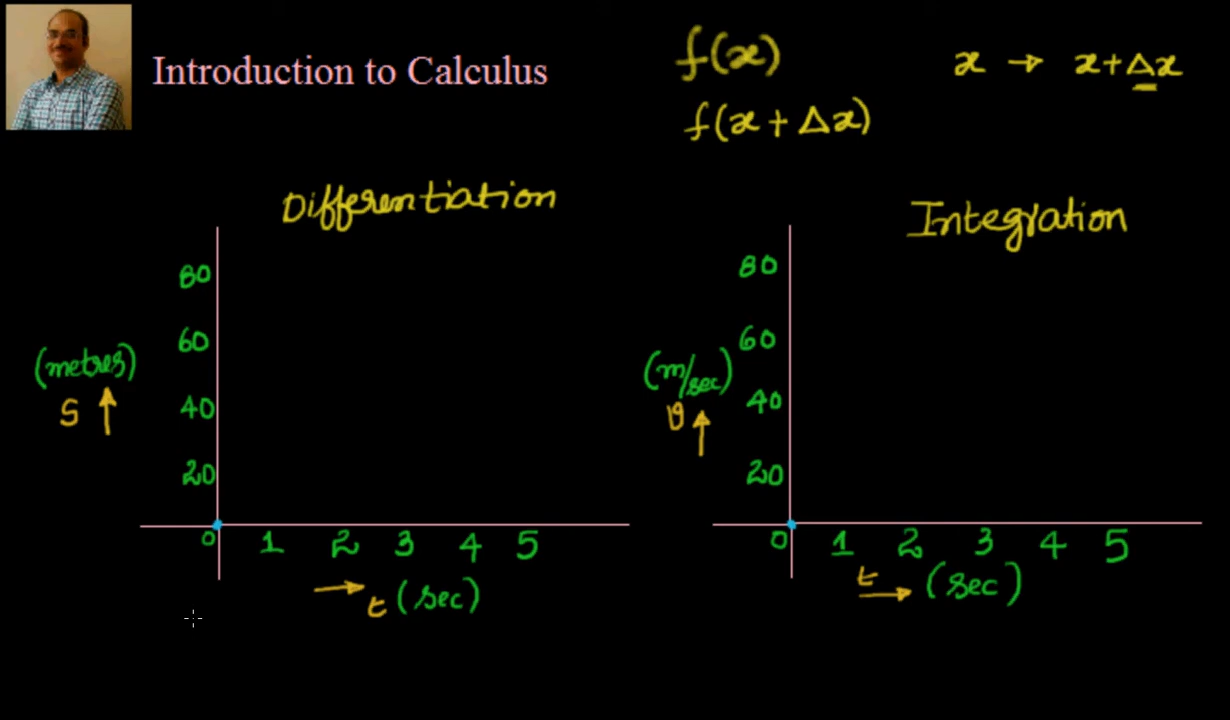 Introduction to Calculus
f(x)
x → x+Δx
f(x + Δx)
Differentiation
Integration
80
60
(metres)
S ↑
40
20
0 1 2 3 4 5
→ t (sec)
80
60
(m/sec)
v ↑
40
20
0 1 2 3 4 5
t → (sec)